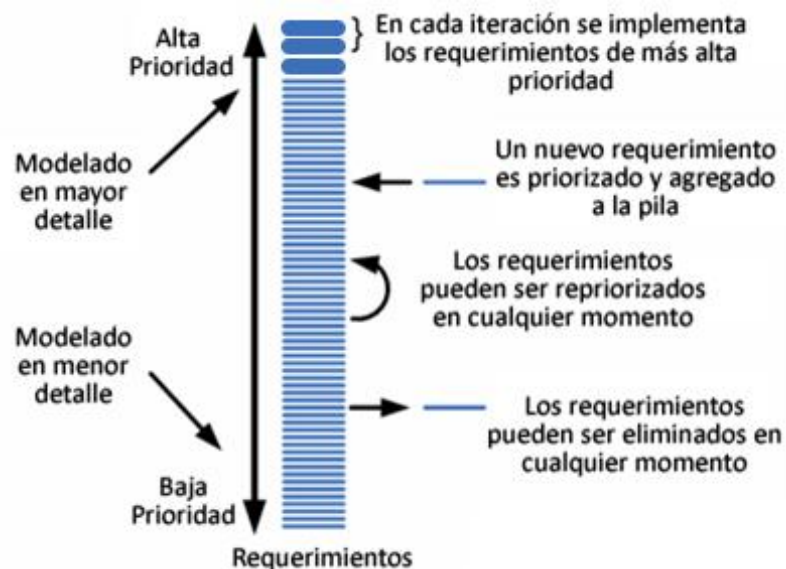 Alta
Prioridad
En cada iteración se implementa
los requerimientos de más alta
prioridad
Modelado
en mayor
detalle
Un nuevo requerimiento
es priorizado y agregado
a la pila
Los requerimientos
pueden ser repriorizados
en cualquier momento
Modelado
en menor
detalle
Los requerimientos
pueden ser eliminados en
cualquier momento
Baja
Prioridad
Requerimientos